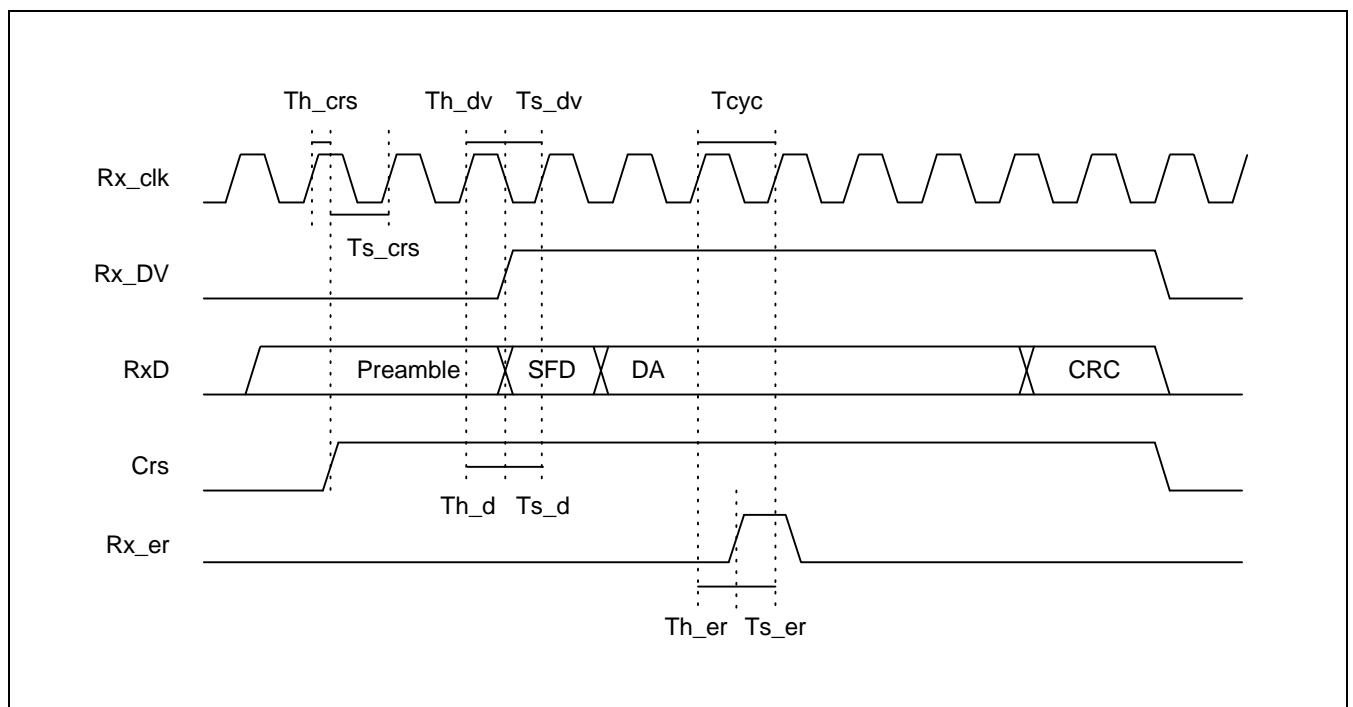 Th_crs Th_dv Ts_dv Tcyc
Rx_clk
Ts_crs
Rx_DV
RxD Preamble SFD DA CRC
Crs
Th_d Ts_d
Rx_er
Th_er Ts_er